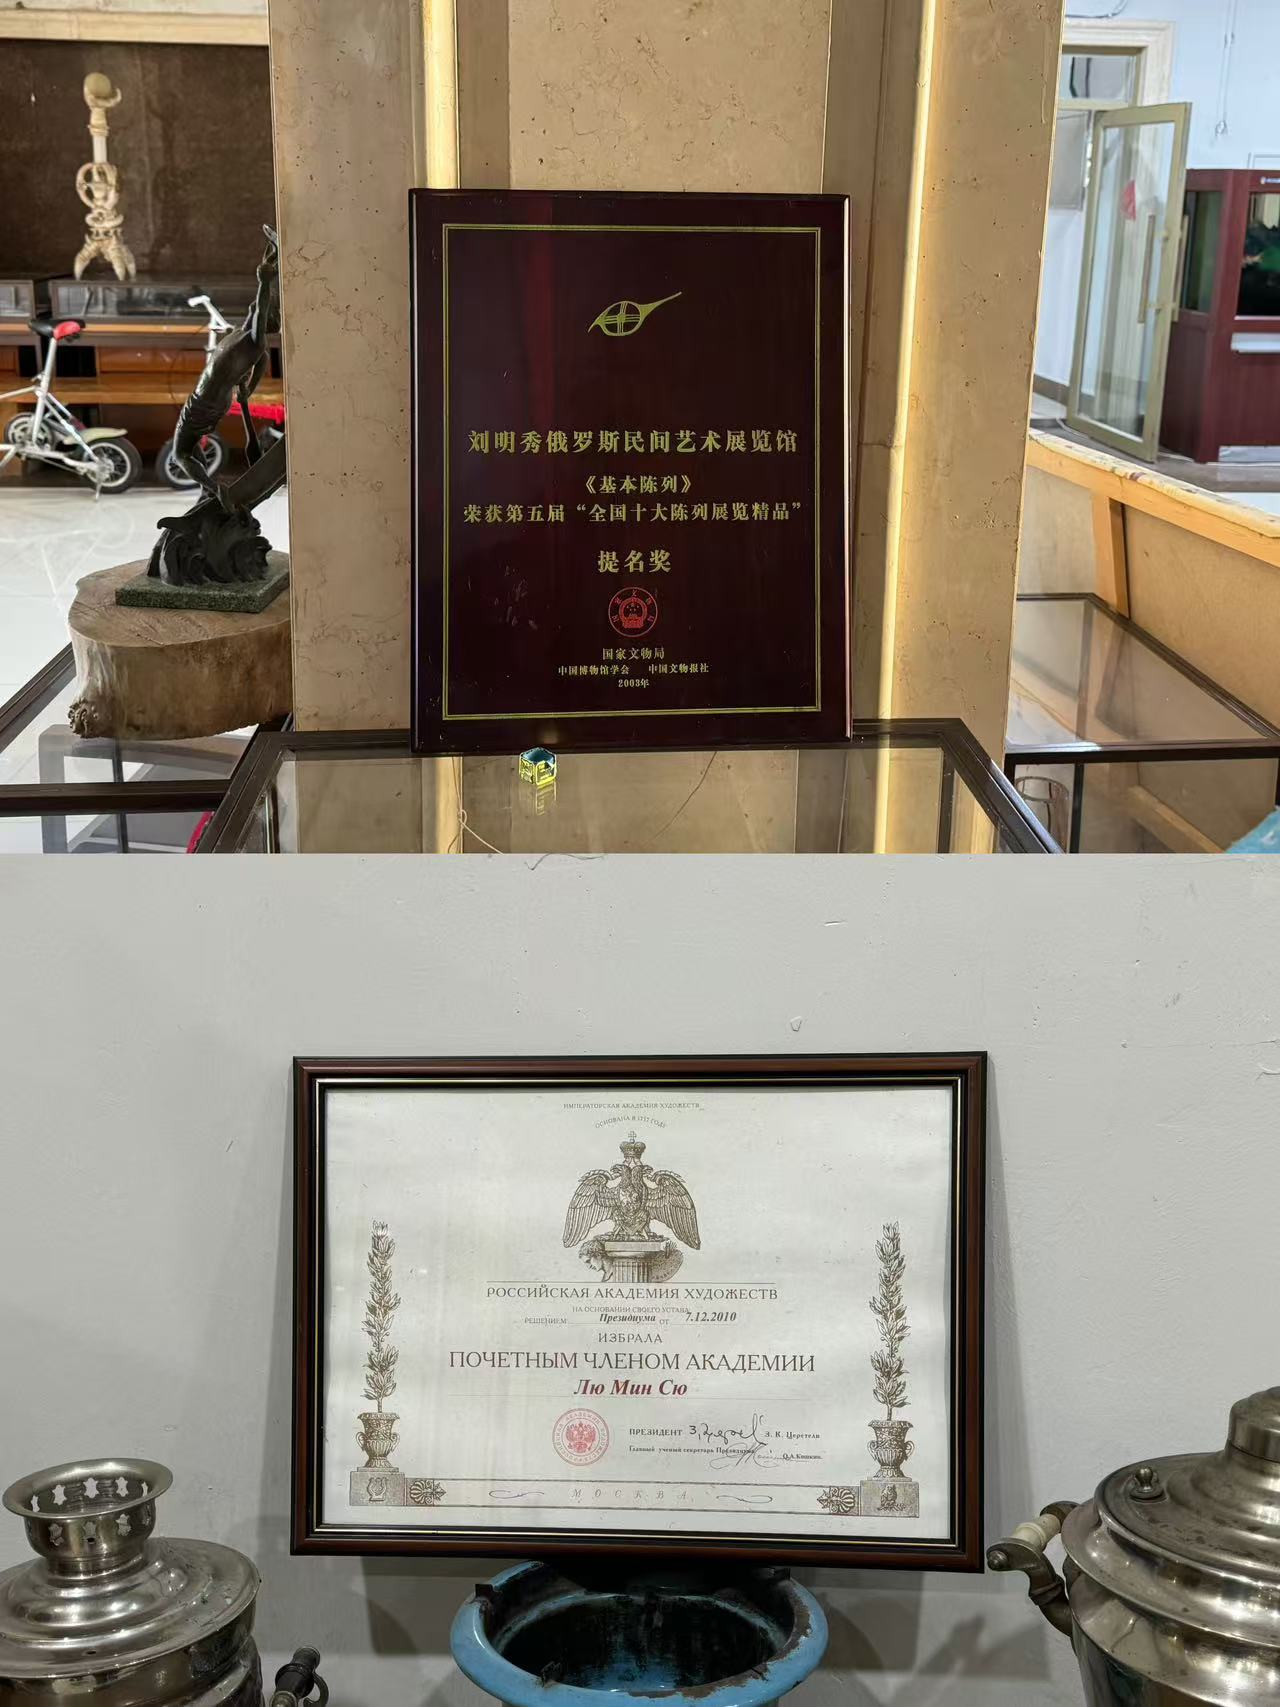 刘明秀俄罗斯民间艺术展览馆
《基本陈列》
荣获第五届“全国十大陈列展览精品”
提名奖
国家文物局
中国博物馆学会 中国文物报社
2003年
ИМПЕРАТОРСКАЯ АКАДЕМИЯ ХУДОЖЕСТВ
ОСНОВАНА В 1757 ГОДУ
РОССИЙСКАЯ АКАДЕМИЯ ХУДОЖЕСТВ
НА ОСНОВАНИИ СВОЕГО УСТАВА
РЕШЕНИЕМ Президиума ОТ 7.12.2010
ИЗБРАЛА
ПОЧЕТНЫМ ЧЛЕНОМ АКАДЕМИИ
Лю Мин Сю
ПРЕЗИДЕНТ З. К. Церетели
Главный ученый секретарь Президиума О.А.Кошкин
МОСКВА